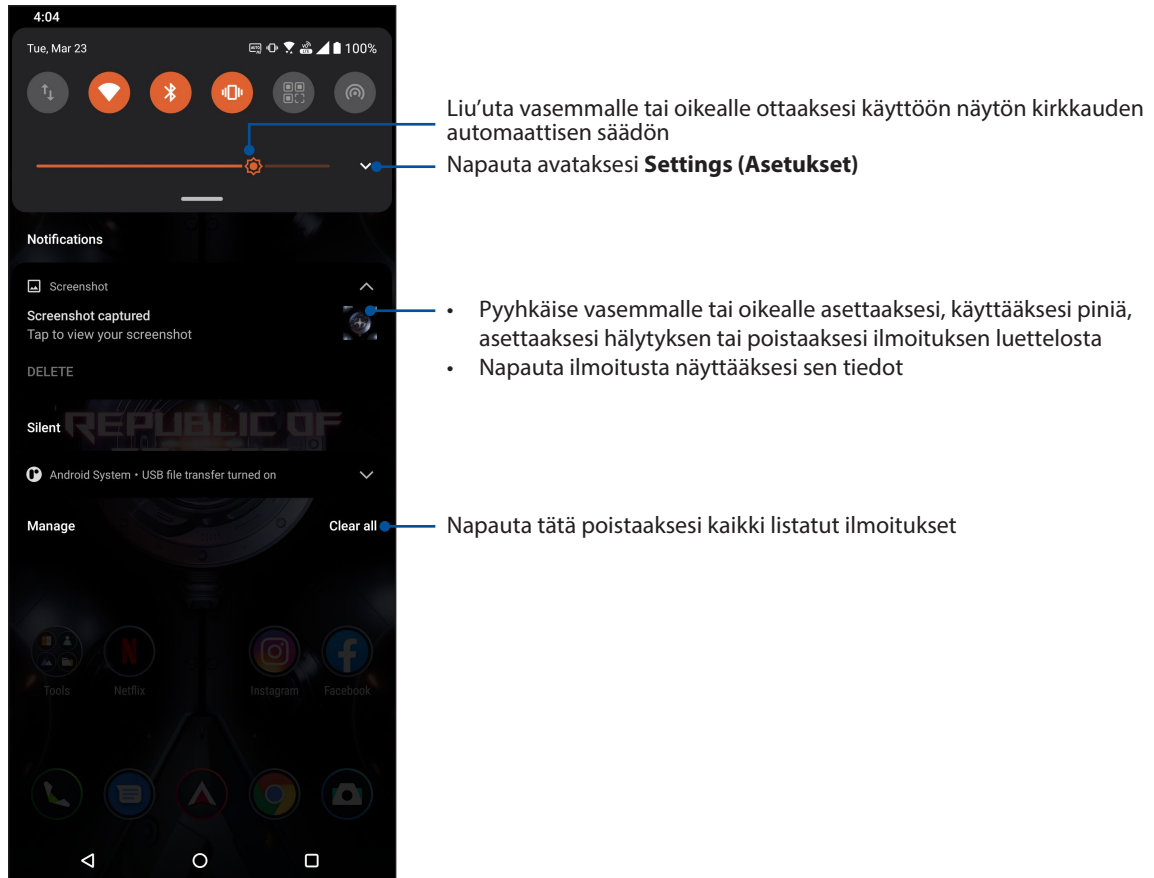 4:04
Tue, Mar 23
100%
Liu’uta vasemmalle tai oikealle ottaaksesi käyttöön näytön kirkkauden
automaattisen säädön
Napauta avataksesi Settings (Asetukset)
Notifications
Screenshot
Screenshot captured
Tap to view your screenshot
• Pyyhkäise vasemmalle tai oikealle asettaaksesi, käyttääksesi piniä,
asettaaksesi hälytyksen tai poistaaksesi ilmoituksen luettelosta
• Napauta ilmoitusta näyttääksesi sen tiedot
DELETE
Silent
REPUBLIC OF
Android System • USB file transfer turned on
Manage
Clear all
Napauta tätä poistaaksesi kaikki listatut ilmoitukset
Tools
Netflix
Instagram
Facebook